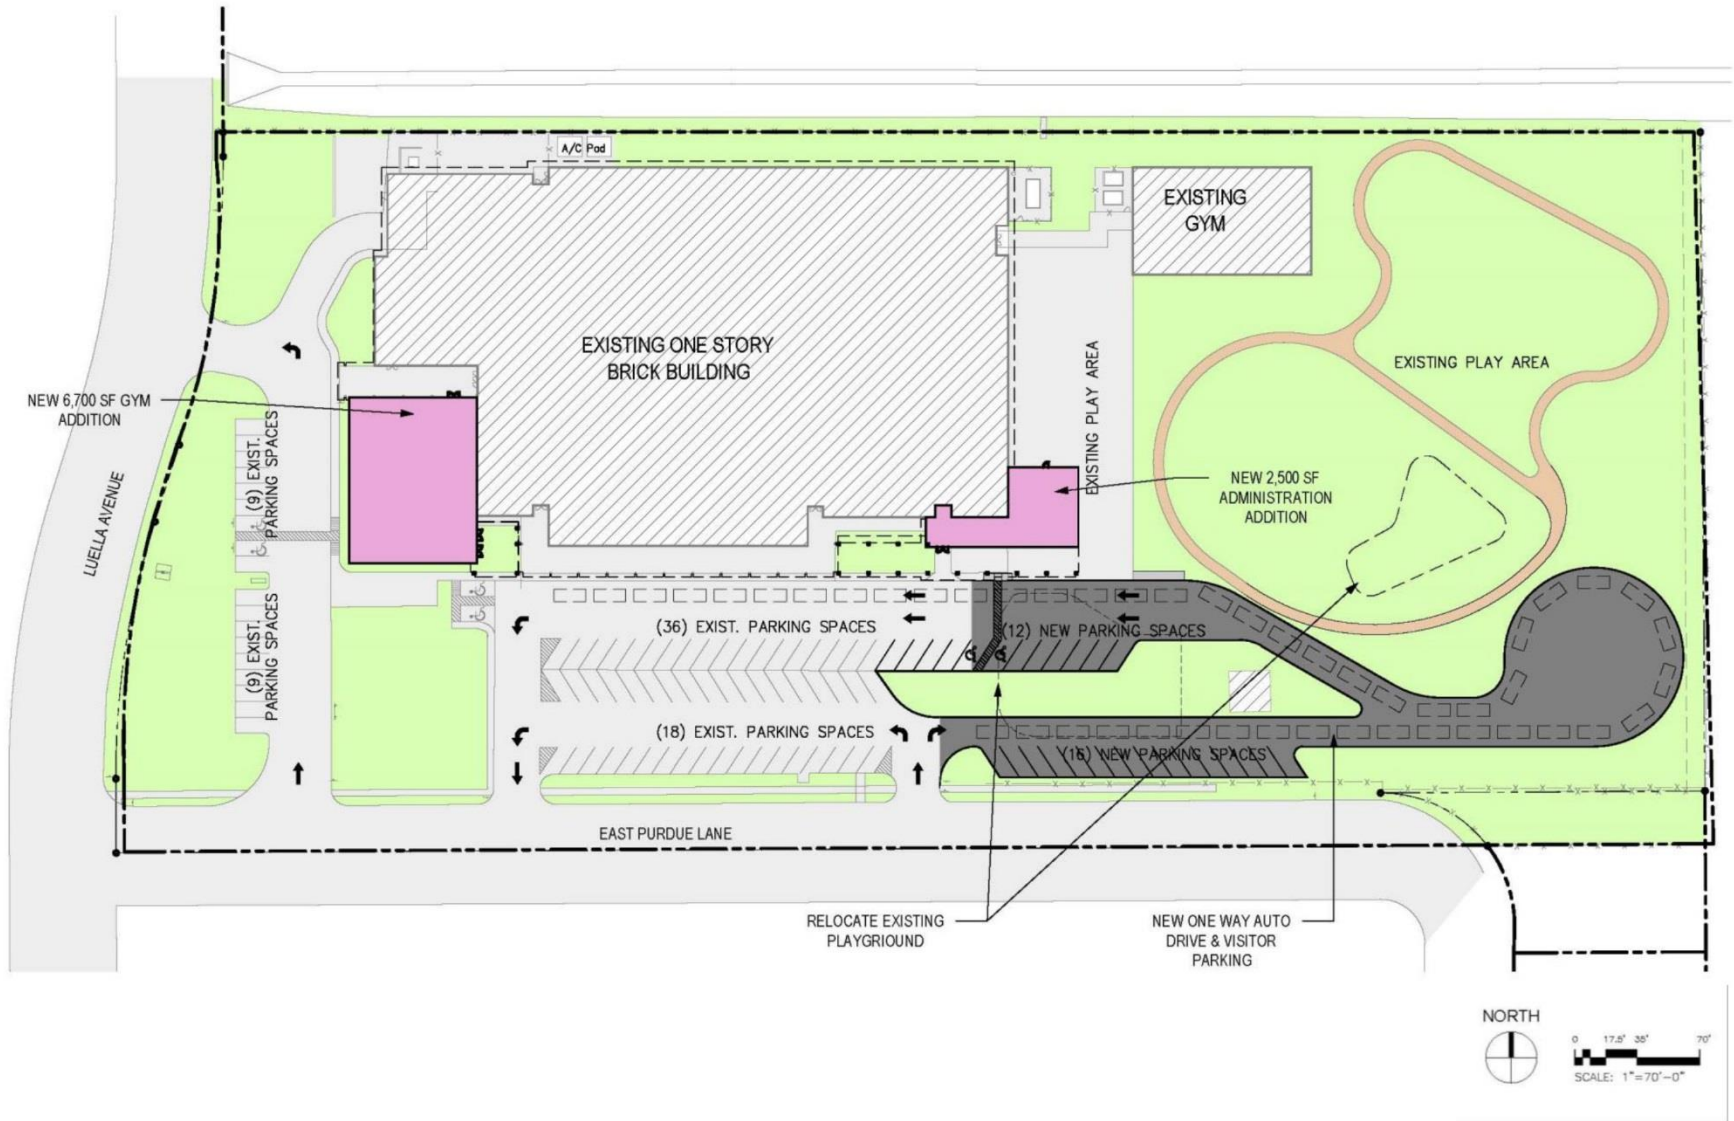 A/C Pad
EXISTING
GYM
EXISTING ONE STORY
BRICK BUILDING
EXISTING PLAY AREA
EXISTING PLAY AREA
NEW 6,700 SF GYM
ADDITION
(9) EXIST.
PARKING SPACES
LUELLA AVENUE
NEW 2,500 SF
ADMINISTRATION
ADDITION
(9) EXIST.
PARKING SPACES
(36) EXIST. PARKING SPACES
(12) NEW PARKING SPACES
(18) EXIST. PARKING SPACES
(16) NEW PARKING SPACES
EAST PURDUE LANE
RELOCATE EXISTING
PLAYGROUND
NEW ONE WAY AUTO
DRIVE & VISITOR
PARKING
NORTH
0 17.5' 35' 70'
SCALE: 1"=70'-0"